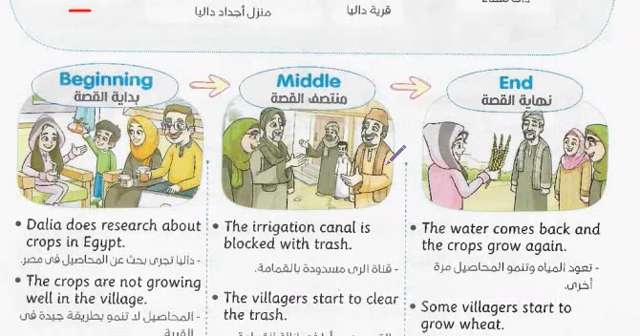 منزل أجداد داليا
قرية داليا
Beginning
بداية القصة
Middle
منتصف القصة
End
نهاية القصة
• Dalia does research about
crops in Egypt.
- داليا تجرى بحث عن المحاصيل فى مصر.
• The crops are not growing
well in the village.
- المحاصيل لا تنمو بطريقة جيدة فى
• The irrigation canal is
blocked with trash.
- قناة الرى مسدودة بالقمامة.
• The villagers start to clear
the trash.
• The water comes back and
the crops grow again.
- تعود المياه وتنمو المحاصيل مرة
أخرى.
• Some villagers start to
grow wheat.